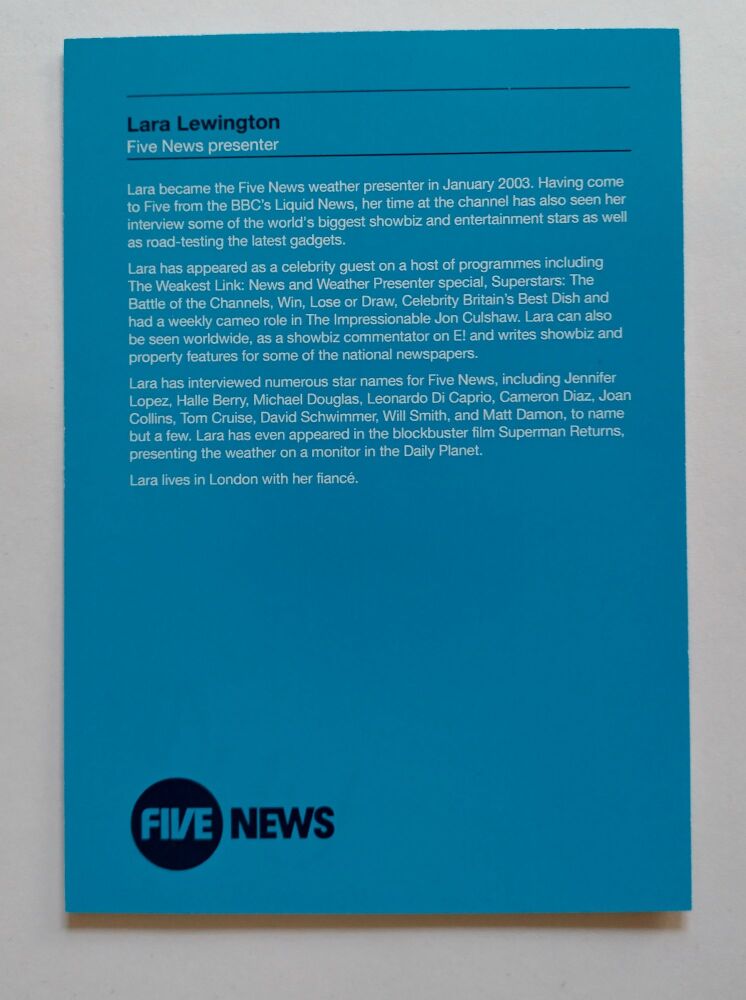 Lara Lewington
Five News presenter
Lara became the Five News weather presenter in January 2003. Having come
to Five from the BBC's Liquid News, her time at the channel has also seen her
interview some of the world's biggest showbiz and entertainment stars as well
as road-testing the latest gadgets.
Lara has appeared as a celebrity guest on a host of programmes including
The Weakest Link: News and Weather Presenter special, Superstars: The
Battle of the Channels, Win, Lose or Draw, Celebrity Britain's Best Dish and
had a weekly cameo role in The Impressionable Jon Culshaw. Lara can also
be seen worldwide, as a showbiz commentator on E! and writes showbiz and
property features for some of the national newspapers.
Lara has interviewed numerous star names for Five News, including Jennifer
Lopez, Halle Berry, Michael Douglas, Leonardo Di Caprio, Cameron Diaz, Joan
Collins, Tom Cruise, David Schwimmer, Will Smith, and Matt Damon, to name
but a few. Lara has even appeared in the blockbuster film Superman Returns,
presenting the weather on a monitor in the Daily Planet.
Lara lives in London with her fiancé.
FIVE NEWS